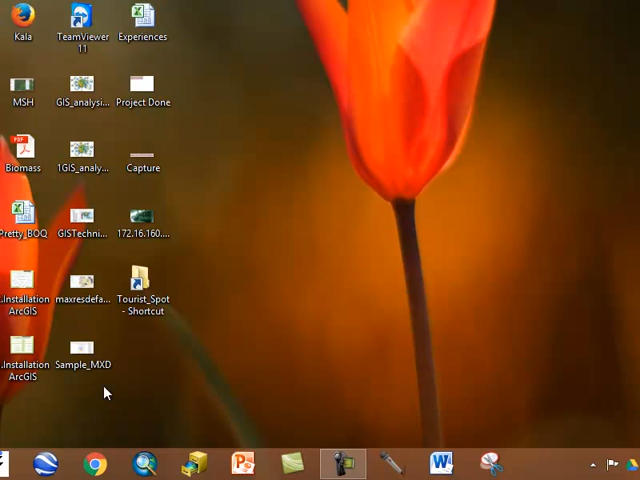 Kala
TeamViewer
11
Experiences
MSH
GIS_analysi...
Project Done
PDF
Biomass
1GIS_analy...
Capture
Pretty_BOQ
GISTechni...
172.16.160....
.Installation
ArcGIS
maxresdefa...
Tourist_Spot
- Shortcut
.Installation
ArcGIS
Sample_MXD